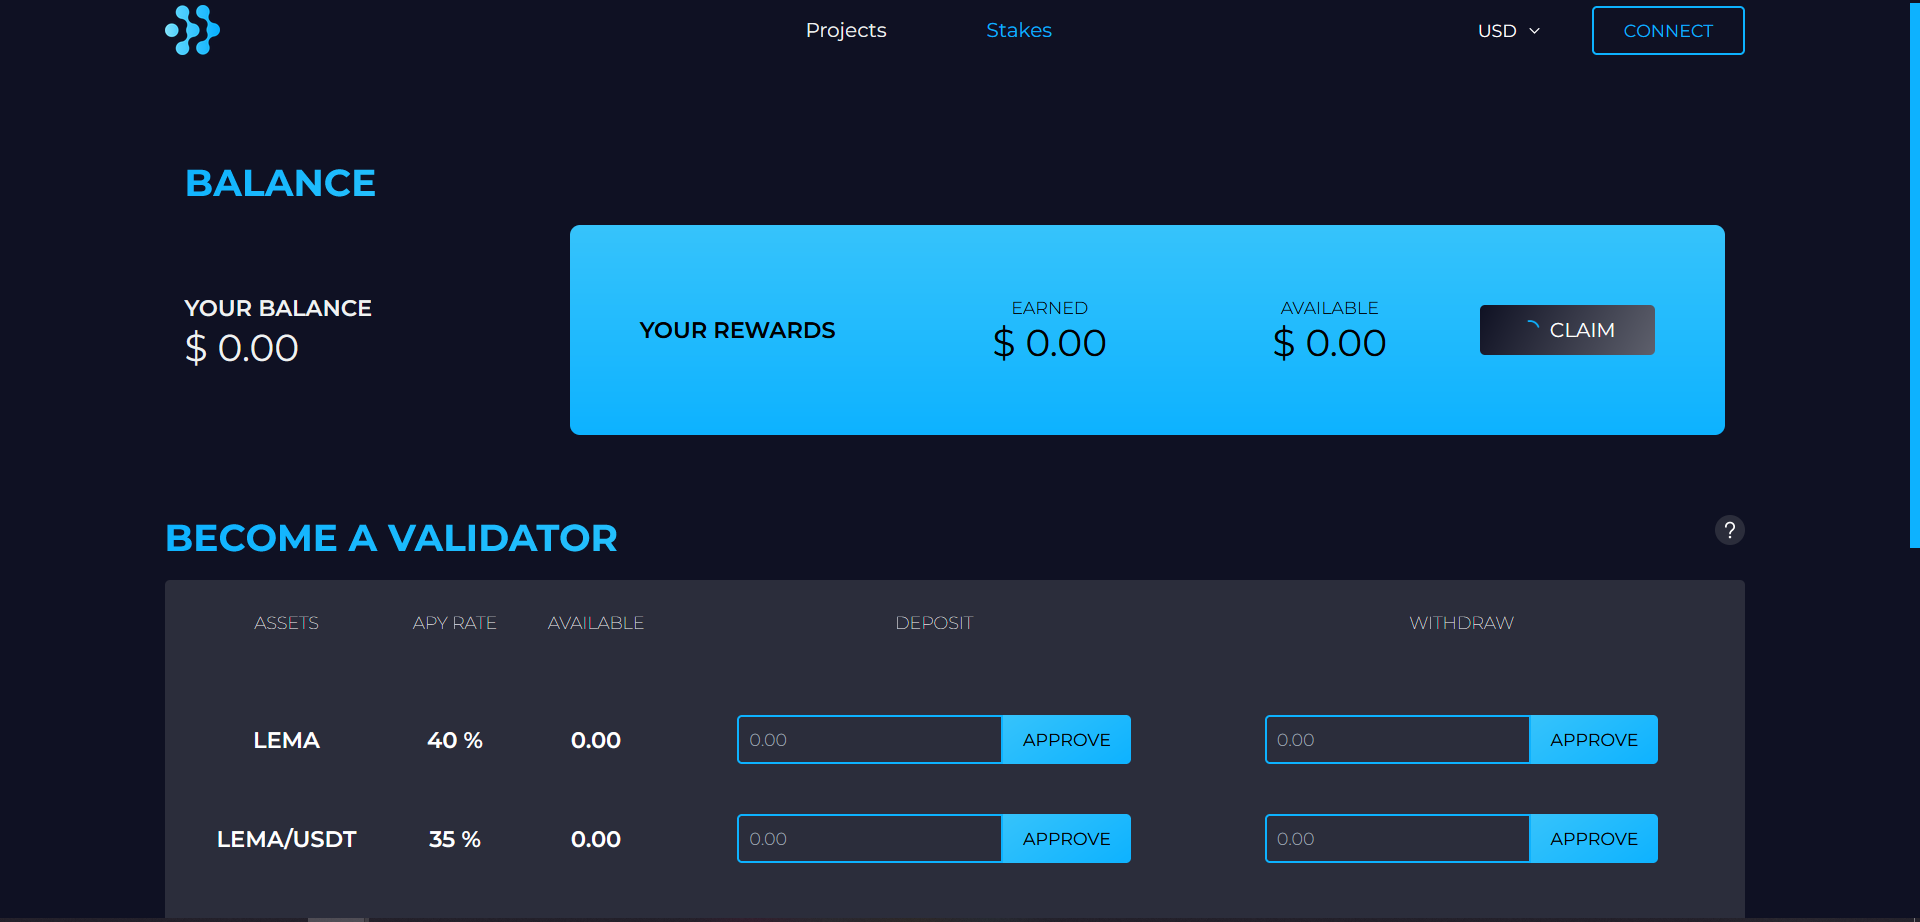 Projects
Stakes
USD
CONNECT
BALANCE
YOUR BALANCE
$ 0.00
YOUR REWARDS
EARNED
$ 0.00
AVAILABLE
$ 0.00
CLAIM
BECOME A VALIDATOR
?
ASSETS APY RATE AVAILABLE DEPOSIT WITHDRAW
LEMA 40 % 0.00 0.00 APPROVE 0.00 APPROVE
LEMA/USDT 35 % 0.00 0.00 APPROVE 0.00 APPROVE